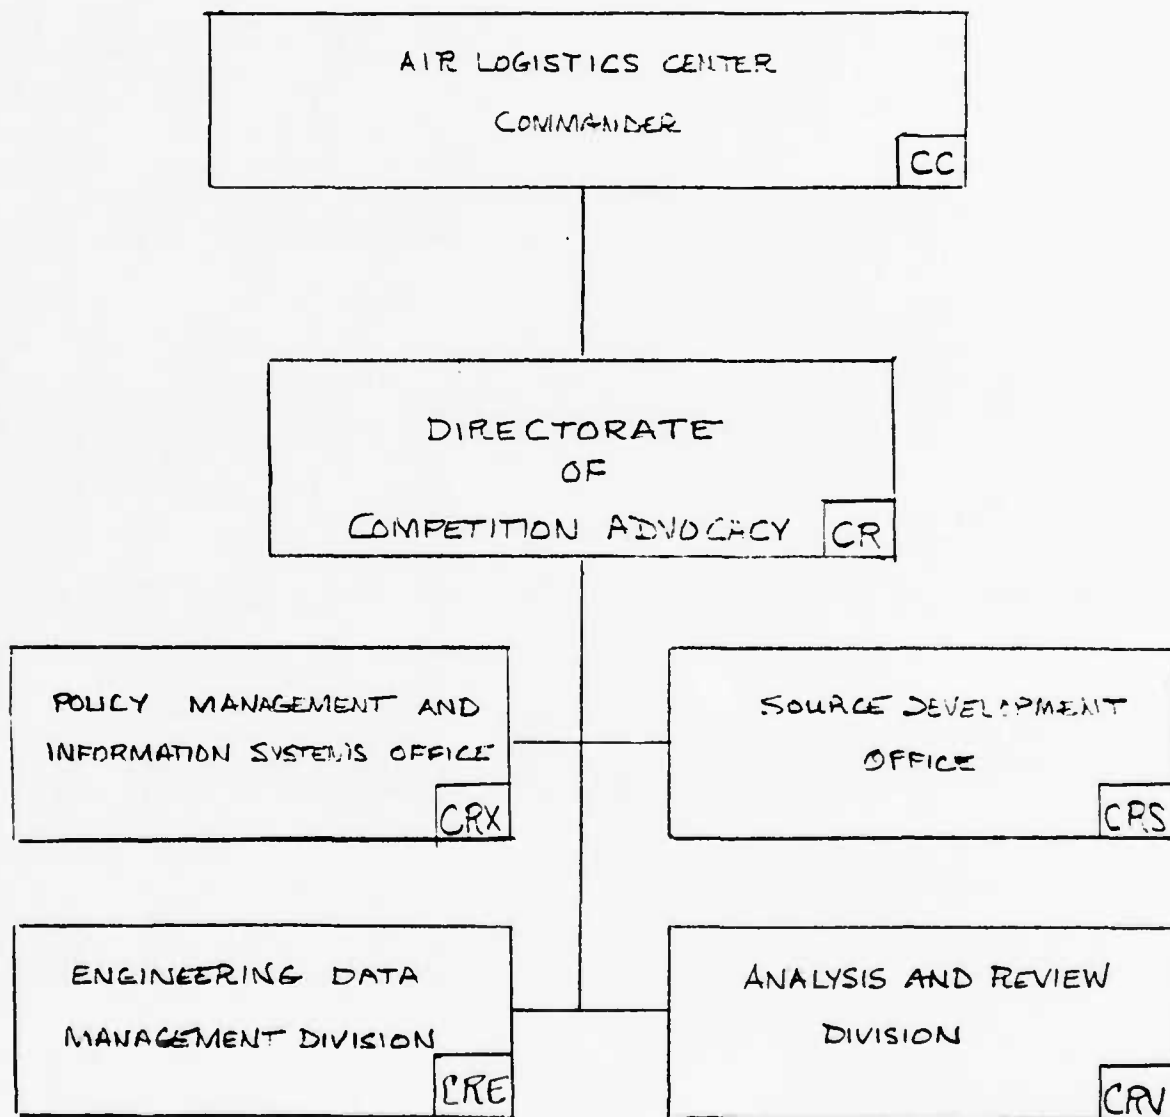 AIR LOGISTICS CENTER
COMMANDER
CC
DIRECTORATE
OF
COMPETITION ADVOCACY
CR
POLICY MANAGEMENT AND
INFORMATION SYSTEMS OFFICE
CRX
SOURCE DEVELOPMENT
OFFICE
CRS
ENGINEERING DATA
MANAGEMENT DIVISION
CRE
ANALYSIS AND REVIEW
DIVISION
CRV